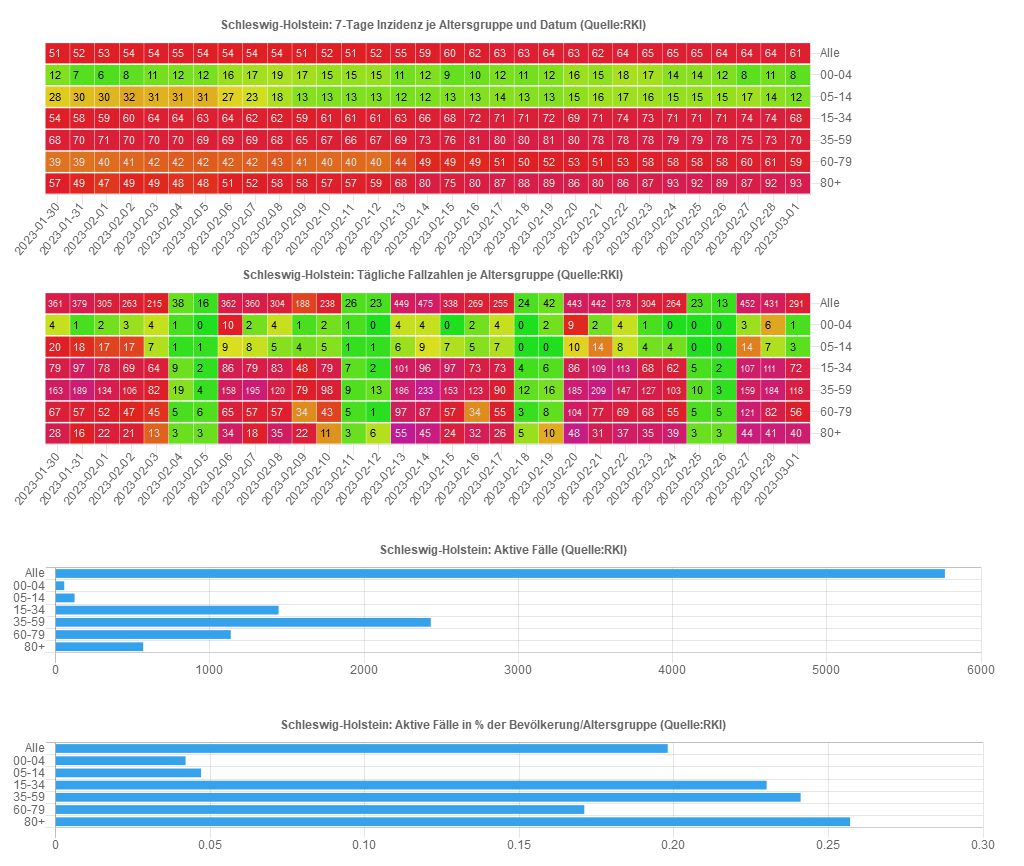 Schleswig-Holstein: 7-Tage Inzidenz je Altersgruppe und Datum (Quelle:RKI)
51 52 53 54 54 55 54 54 54 54 51 52 51 52 55 59 60 62 63 63 64 63 62 64 65 65 65 64 64 64 61 Alle
12 7 6 8 11 12 12 16 17 19 17 15 15 15 11 12 9 10 12 11 12 16 15 18 17 14 14 12 8 11 8 00-04
28 30 30 32 31 31 31 27 23 18 13 13 13 13 12 12 13 14 13 13 15 16 17 16 15 15 15 17 14 12 05-14
54 58 59 60 64 64 63 64 62 62 59 61 61 61 63 66 68 72 71 71 72 69 71 74 73 71 71 71 74 74 68 15-34
68 70 71 70 70 70 69 69 69 68 65 67 66 67 69 73 76 81 80 80 81 80 78 78 78 79 79 78 75 73 70 35-59
39 39 40 41 42 42 42 42 43 41 40 40 40 44 49 49 49 51 50 52 53 51 53 58 58 58 58 60 61 59 60-79
57 49 47 49 49 48 48 51 52 58 58 57 57 59 68 80 75 80 87 88 89 86 80 86 87 93 92 89 87 92 93 80+
2023-01-30 2023-01-31 2023-02-01 2023-02-02 2023-02-03 2023-02-04 2023-02-05 2023-02-06 2023-02-07 2023-02-08 2023-02-09 2023-02-10 2023-02-11 2023-02-12 2023-02-13 2023-02-14 2023-02-15 2023-02-16 2023-02-17 2023-02-18 2023-02-19 2023-02-20 2023-02-21 2023-02-22 2023-02-23 2023-02-24 2023-02-25 2023-02-26 2023-02-27 2023-02-28 2023-03-01
Schleswig-Holstein: Tägliche Fallzahlen je Altersgruppe (Quelle:RKI)
361 379 305 263 215 38 16 362 360 304 188 238 26 23 449 475 338 269 255 24 42 443 442 378 304 264 23 13 452 431 291 Alle
4 1 2 3 4 1 0 10 2 4 1 2 1 0 4 4 0 2 4 0 2 9 2 4 1 0 0 0 3 6 1 00-04
20 18 17 17 7 1 1 9 8 5 4 5 1 1 6 9 7 5 7 0 0 10 14 8 4 4 0 0 14 7 3 05-14
79 97 78 69 64 9 2 86 79 83 48 79 7 2 101 96 97 73 73 4 6 86 109 113 68 62 5 2 107 111 72 15-34
163 189 134 106 82 19 4 158 195 120 79 98 9 13 186 233 153 123 90 12 16 185 209 147 127 103 10 3 159 184 118 35-59
67 57 52 47 45 5 6 65 57 57 34 43 5 1 97 87 57 34 55 3 8 104 77 69 68 55 5 5 121 82 56 60-79
28 16 22 21 13 3 3 34 18 35 22 11 3 6 55 45 24 32 26 5 10 48 31 37 35 39 3 3 44 41 40 80+
2023-01-30 2023-01-31 2023-02-01 2023-02-02 2023-02-03 2023-02-04 2023-02-05 2023-02-06 2023-02-07 2023-02-08 2023-02-09 2023-02-10 2023-02-11 2023-02-12 2023-02-13 2023-02-14 2023-02-15 2023-02-16 2023-02-17 2023-02-18 2023-02-19 2023-02-20 2023-02-21 2023-02-22 2023-02-23 2023-02-24 2023-02-25 2023-02-26 2023-02-27 2023-02-28 2023-03-01
Schleswig-Holstein: Aktive Fälle (Quelle:RKI)
Alle
00-04
05-14
15-34
35-59
60-79
80+
0 1000 2000 3000 4000 5000 6000
Schleswig-Holstein: Aktive Fälle in % der Bevölkerung/Altersgruppe (Quelle:RKI)
Alle
00-04
05-14
15-34
35-59
60-79
80+
0 0.05 0.10 0.15 0.20 0.25 0.30